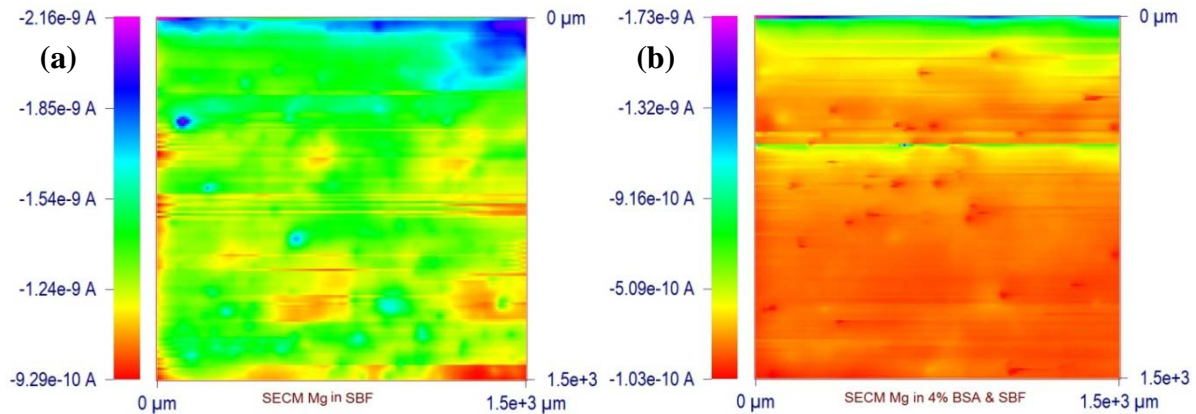 (a)
-2.16e-9 A
-1.85e-9 A
-1.54e-9 A
-1.24e-9 A
-9.29e-10 A
0 µm
1.5e+3
0 µm
SECM Mg in SBF
1.5e+3 µm
(b)
-1.73e-9 A
-1.32e-9 A
-9.16e-10 A
-5.09e-10 A
-1.03e-10 A
0 µm
1.5e+3
0 µm
SECM Mg in 4% BSA & SBF
1.5e+3 µm